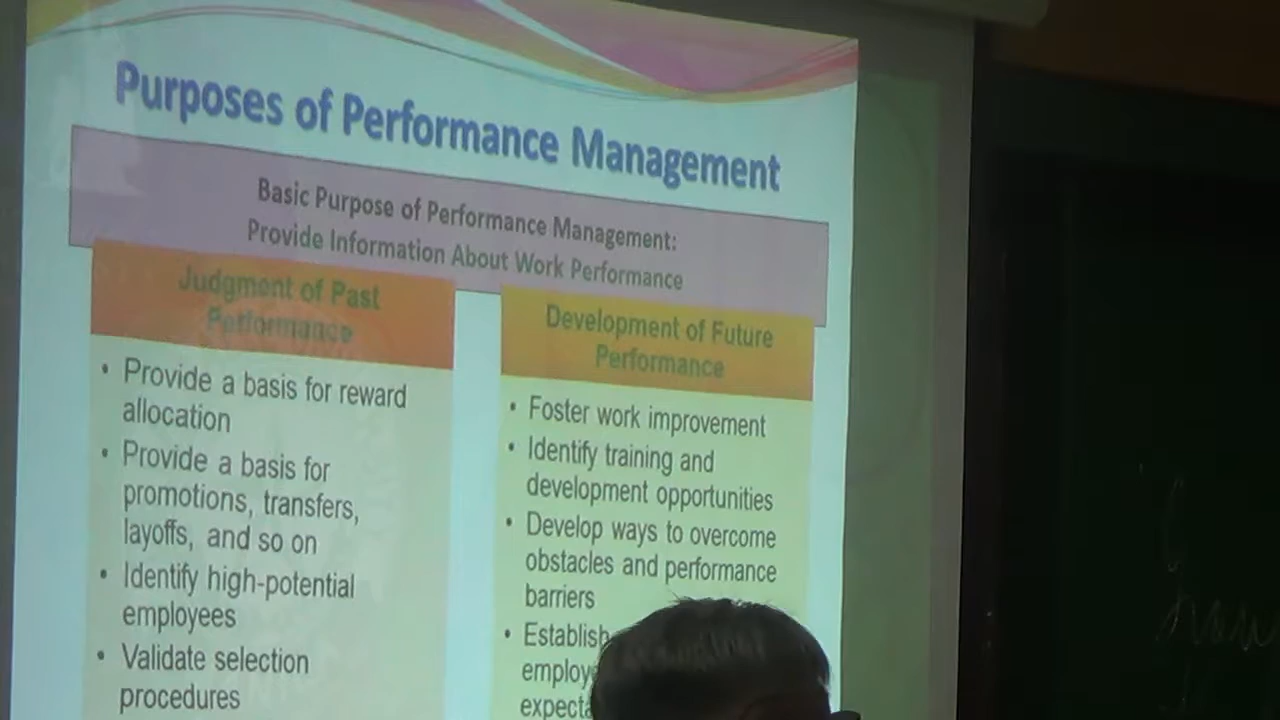 Purposes of Performance Management
Basic Purpose of Performance Management:
Provide Information About Work Performance
Judgment of Past
Performance
• Provide a basis for reward
allocation
• Provide a basis for
promotions, transfers,
layoffs, and so on
• Identify high-potential
employees
• Validate selection
procedures
Development of Future
Performance
• Foster work improvement
• Identify training and
development opportunities
• Develop ways to overcome
obstacles and performance
barriers
• Establish